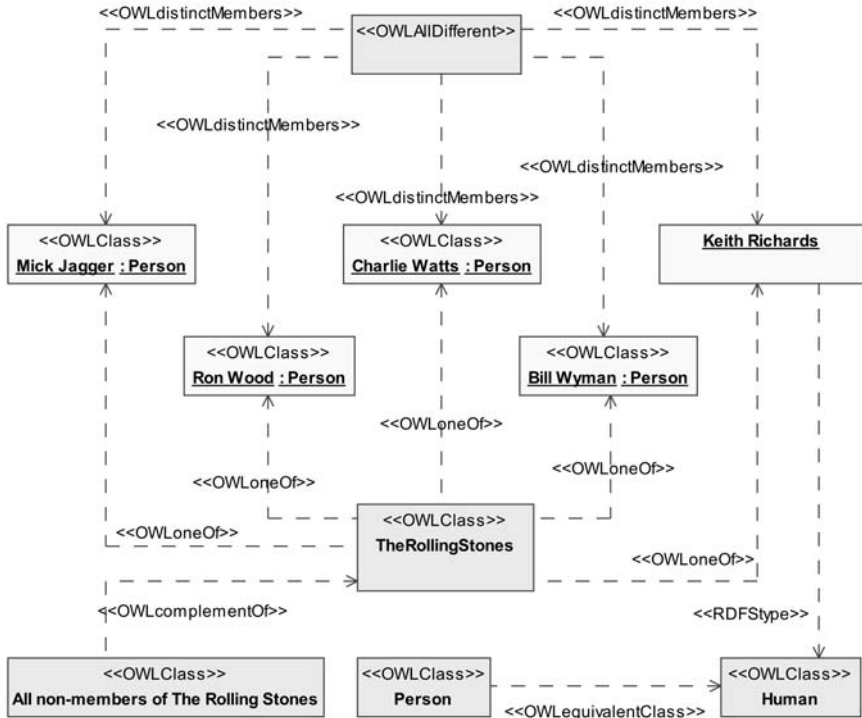 <<OWLdistinctMembers>>
<<OWLAllDifferent>>
<<OWLdistinctMembers>>
<<OWLdistinctMembers>>
<<OWLdistinctMembers>>
<<OWLdistinctMembers>>
<<OWLClass>>
Mick Jagger : Person
<<OWLClass>>
Charlie Watts : Person
Keith Richards
<<OWLClass>>
Ron Wood : Person
<<OWLClass>>
Bill Wyman : Person
<<OWLoneOf>>
<<OWLoneOf>>
<<OWLoneOf>>
<<OWLClass>>
TheRollingStones
<<OWLoneOf>>
<<OWLoneOf>>
<<OWLcomplementOf>>
<<RDFStype>>
<<OWLClass>>
All non-members of The Rolling Stones
<<OWLClass>>
Person
<<OWLequivalentClass>>
<<OWLClass>>
Human